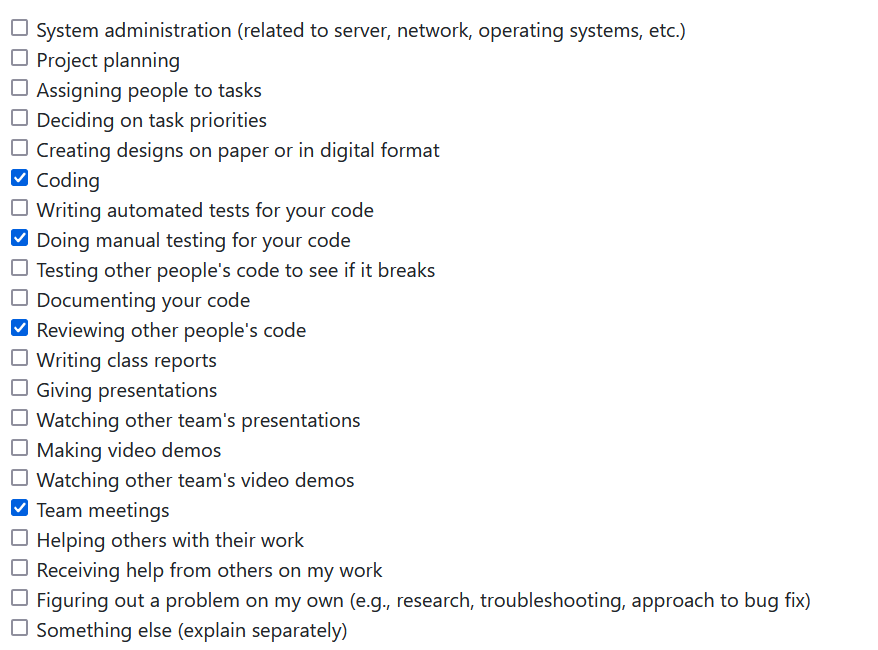 System administration (related to server, network, operating systems, etc.)
Project planning
Assigning people to tasks
Deciding on task priorities
Creating designs on paper or in digital format
Coding
Writing automated tests for your code
Doing manual testing for your code
Testing other people's code to see if it breaks
Documenting your code
Reviewing other people's code
Writing class reports
Giving presentations
Watching other team's presentations
Making video demos
Watching other team's video demos
Team meetings
Helping others with their work
Receiving help from others on my work
Figuring out a problem on my own (e.g., research, troubleshooting, approach to bug fix)
Something else (explain separately)